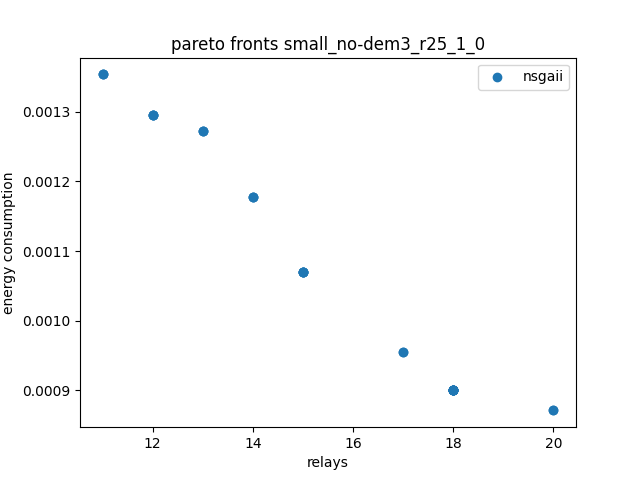 pareto fronts small_no-dem3_r25_1_0
nsgaii
energy consumption
0.0013
0.0012
0.0011
0.0010
0.0009
12 14 16 18 20
relays